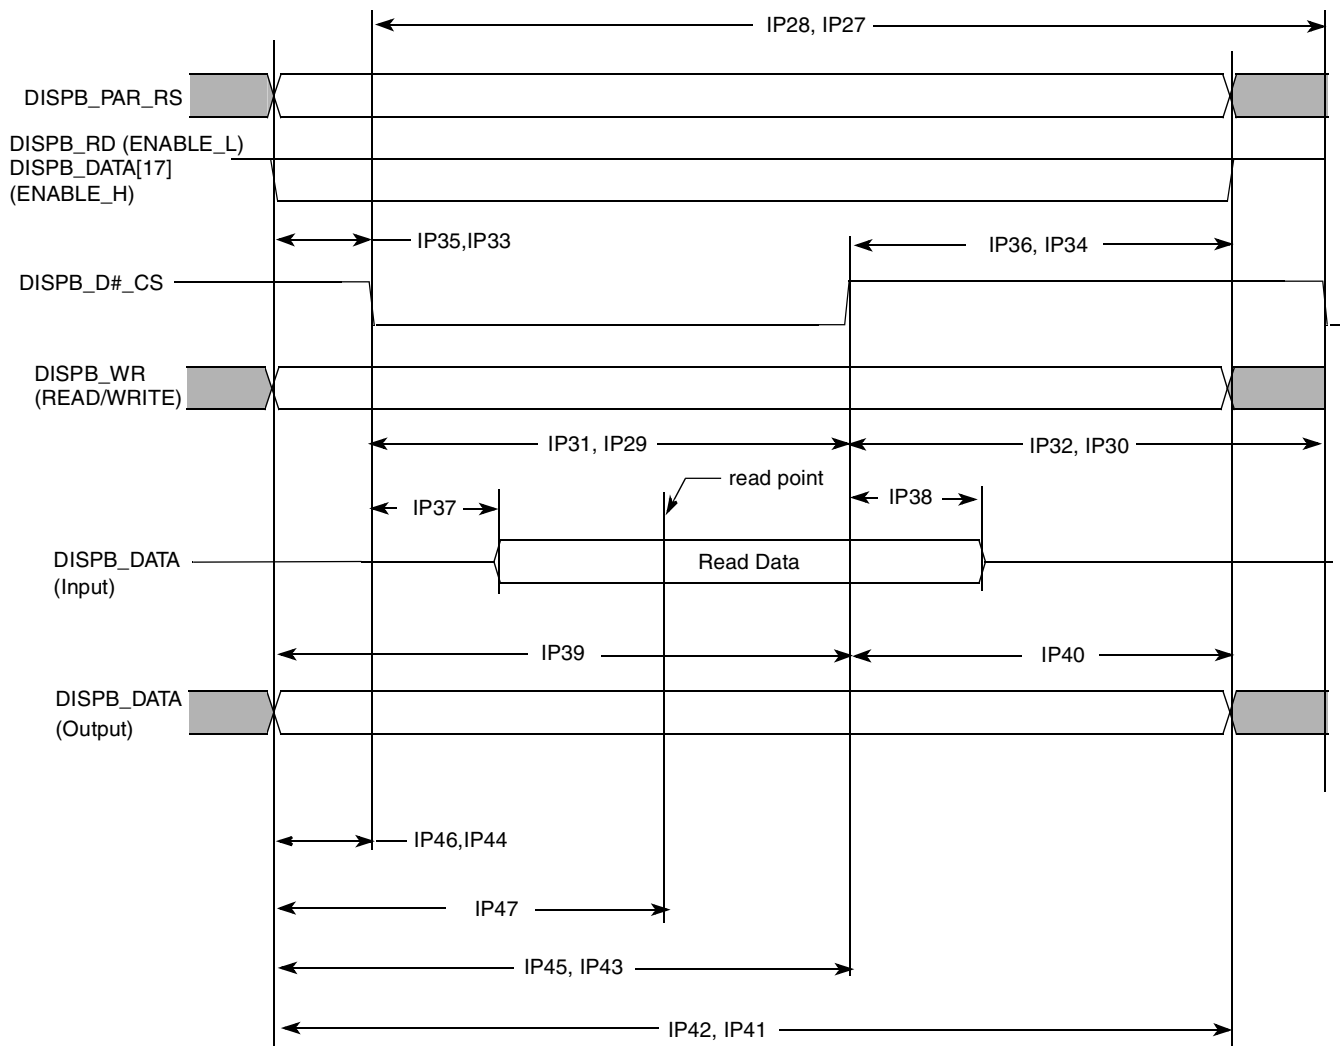 IP28, IP27
DISPB_PAR_RS
DISPB_RD (ENABLE_L)
DISPB_DATA[17]
(ENABLE_H)
IP35,IP33
IP36, IP34
DISPB_D#_CS
DISPB_WR
(READ/WRITE)
IP31, IP29
IP32, IP30
read point
IP37
IP38
DISPB_DATA
(Input)
Read Data
IP39
IP40
DISPB_DATA
(Output)
IP46,IP44
IP47
IP45, IP43
IP42, IP41